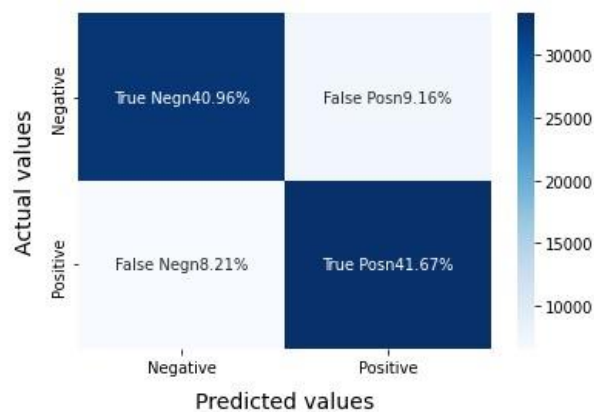 Actual values
Negative
Positive
True Negn40.96%
False Posn9.16%
False Negn8.21%
True Posn41.67%
Negative
Positive
Predicted values
30000
25000
20000
15000
10000